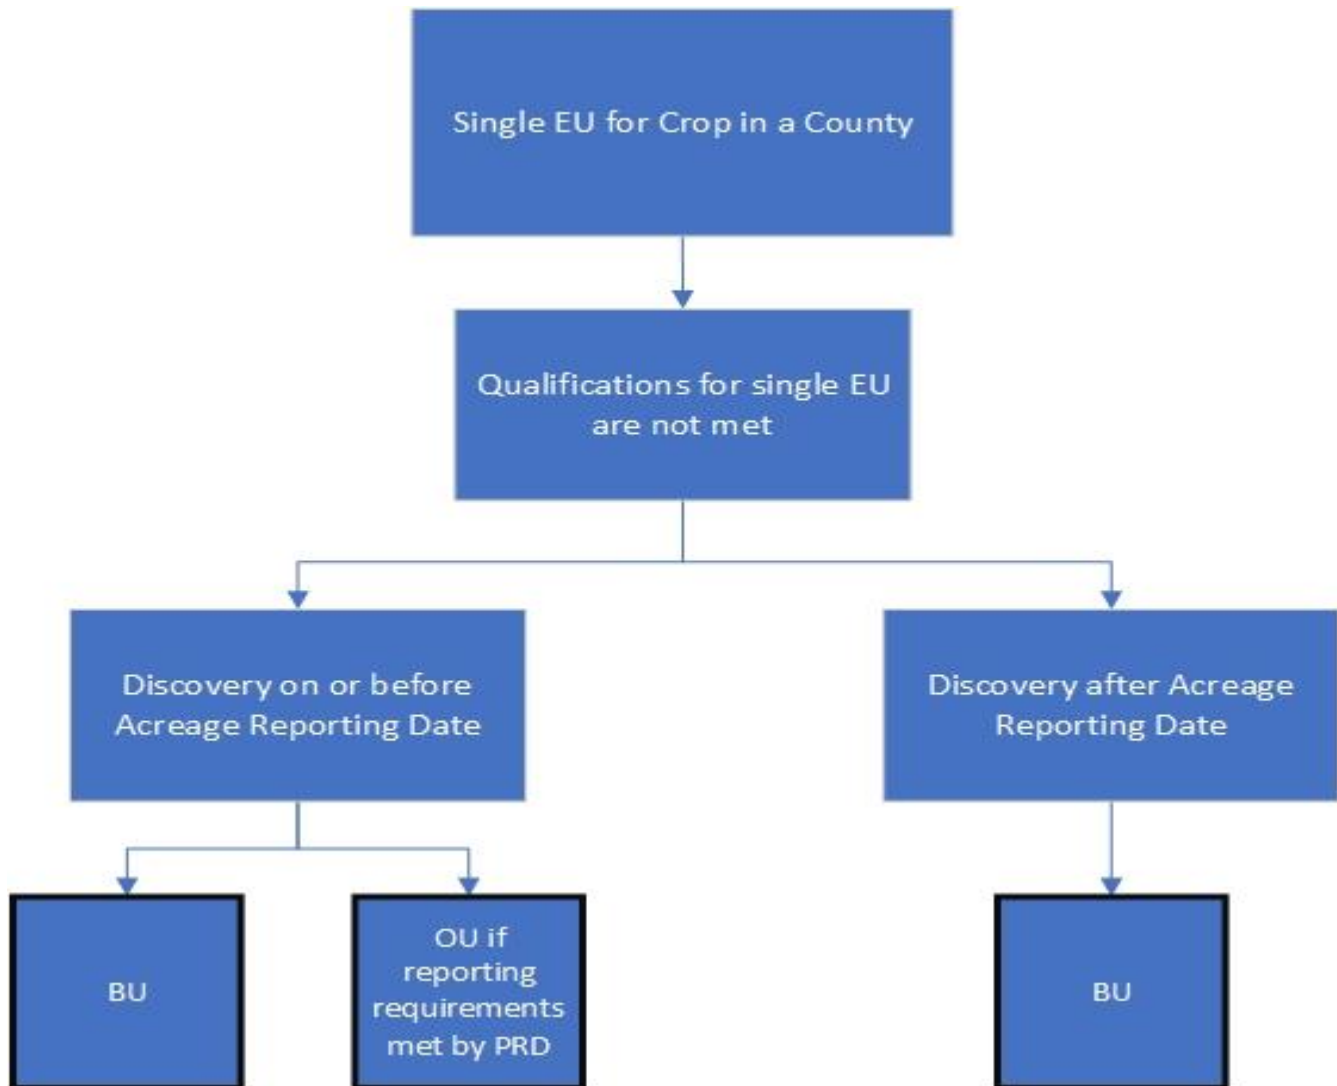 Single EU for Crop in a County
Qualifications for single EU
are not met
Discovery on or before
Acreage Reporting Date
Discovery after Acreage
Reporting Date
BU
OU if
reporting
requirements
met by PRD
BU